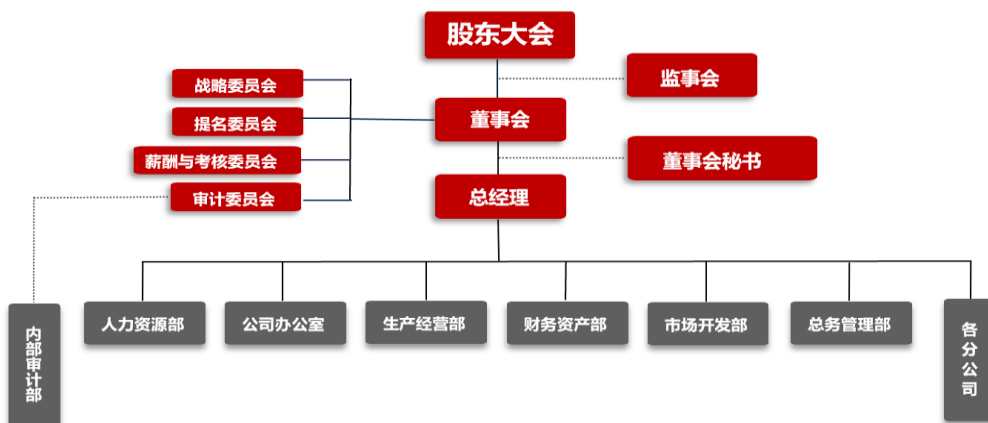 股东大会
监事会
战略委员会
提名委员会
董事会
薪酬与考核委员会
董事会秘书
审计委员会
总经理
内部审计部
人力资源部
公司办公室
生产经营部
财务资产部
市场开发部
总务管理部
各分公司